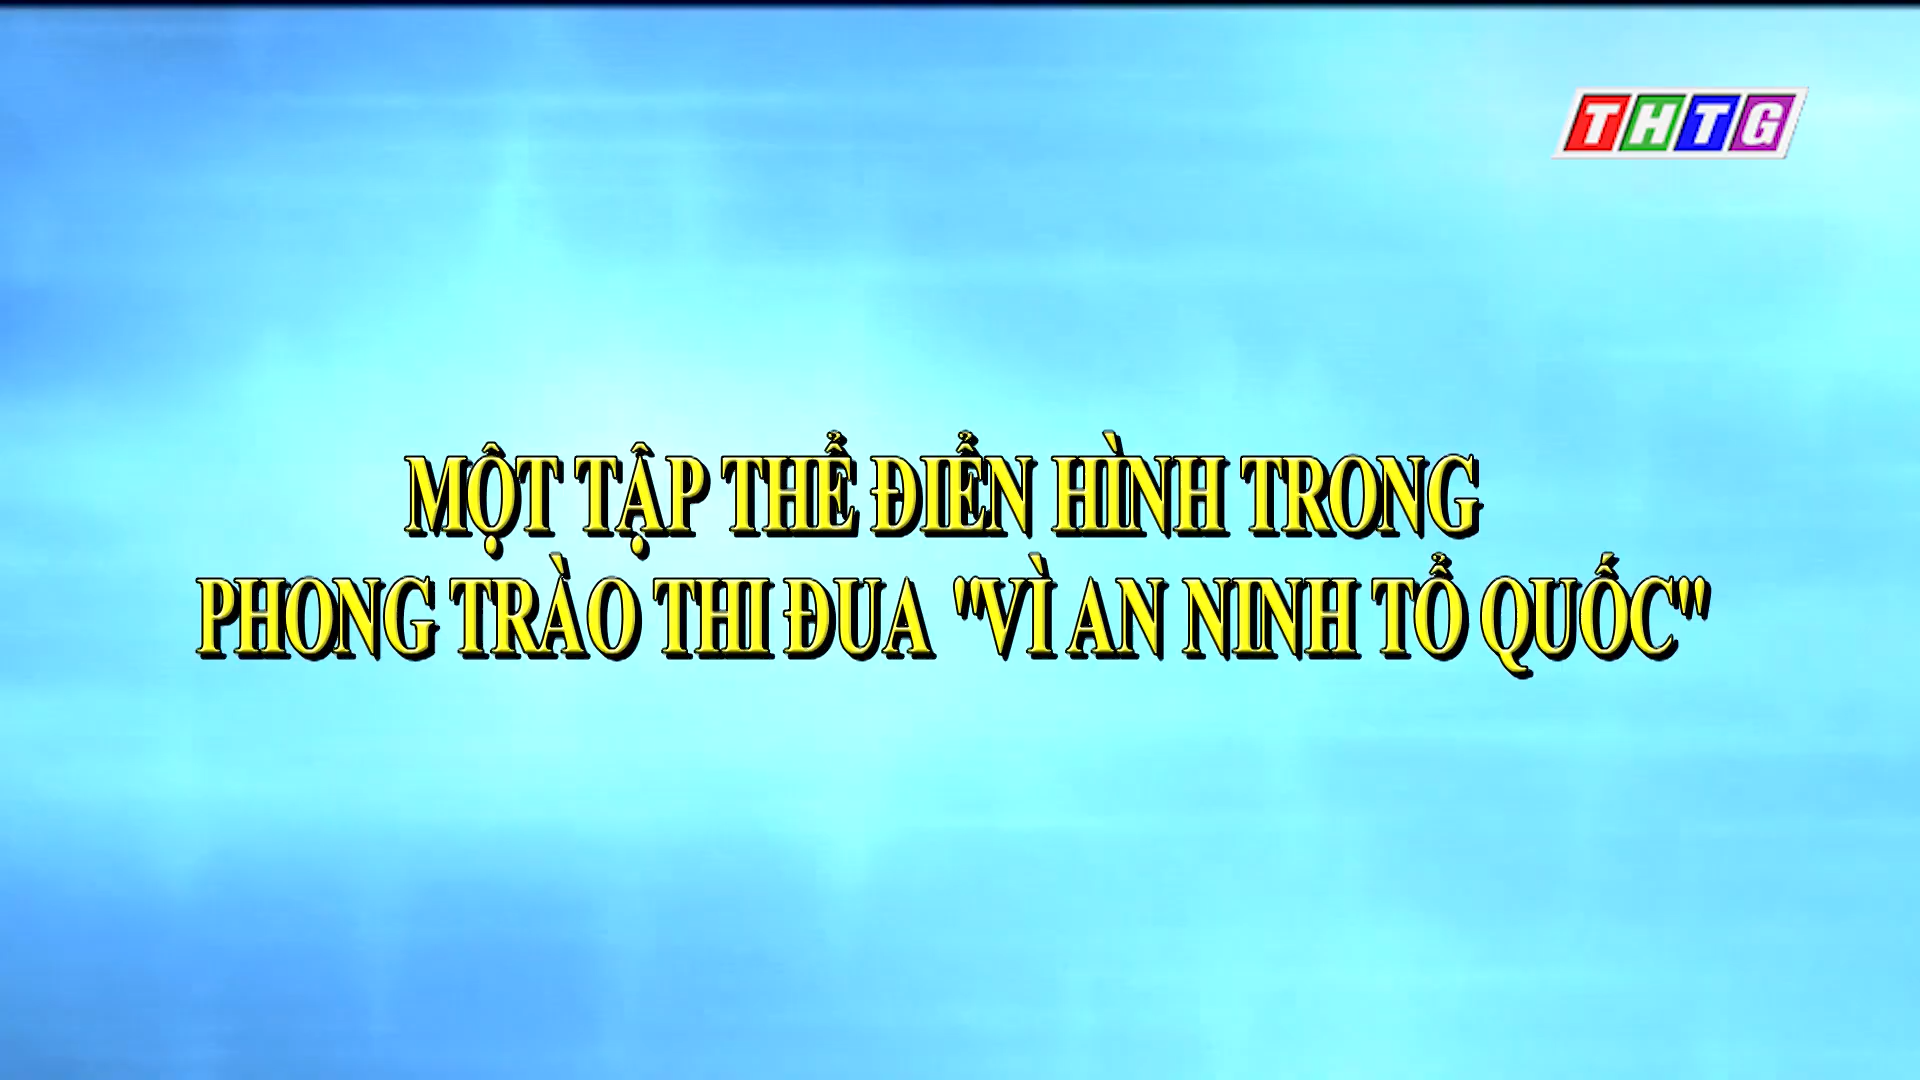 THTG
MỘT TẬP THỂ ĐIỂN HÌNH TRONG
PHONG TRÀO THI ĐUA "VÌ AN NINH TỔ QUỐC"